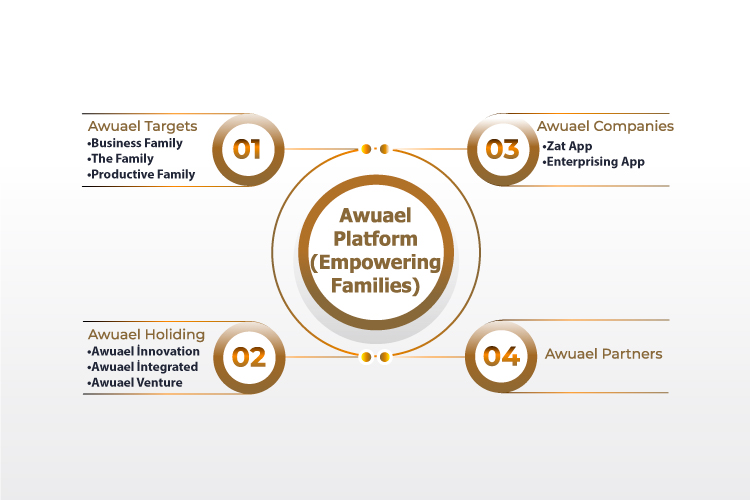 Awuael Targets
•Business Family
•The Family
•Productive Family
01
03
Awuael Companies
•Zat App
•Enterprising App
Awuael
Platform
(Empowering
Families)
Awuael Holiding
•Awuael İnnovation
•Awuael İntegrated
•Awuael Venture
02
04
Awuael Partners